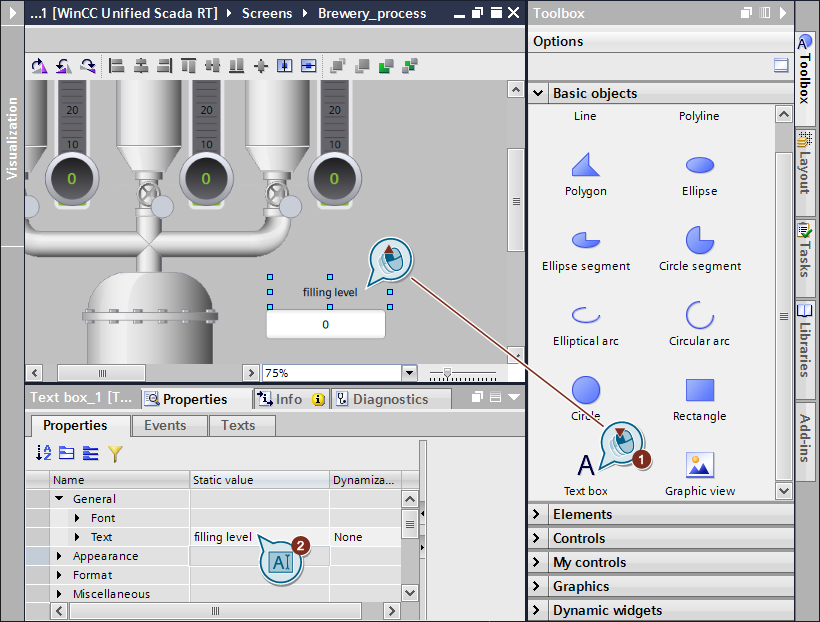 ...1 [WinCC Unified Scada RT] Screens Brewery_process
Toolbox
Options
Visualization
Basic objects
Line Polyline
Polygon Ellipse
Ellipse segment Circle segment
Elliptical arc Circular arc
Circle Rectangle
A
Text box Graphic view
Elements
Controls
My controls
Graphics
Dynamic widgets
Toolbox
Layout
Tasks
Libraries
Add-ins
20 20 20
10 10 10
0 0 0
filling level
0
75%
1
Text box_1 [T... Properties Info Diagnostics
Properties Events Texts
Name Static value Dynamiza...
General
Font
Text filling level None
Appearance
Format
Miscellaneous
AI
2